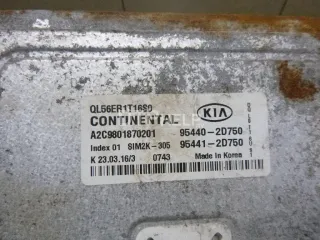 QL56ER1T16S0
CONTINENTAL KIA
A2C9801870201 95440-2D750
Index 01 SIM2K-305 95441-2D750
K 23.03.16/3 0743 Made in Korea